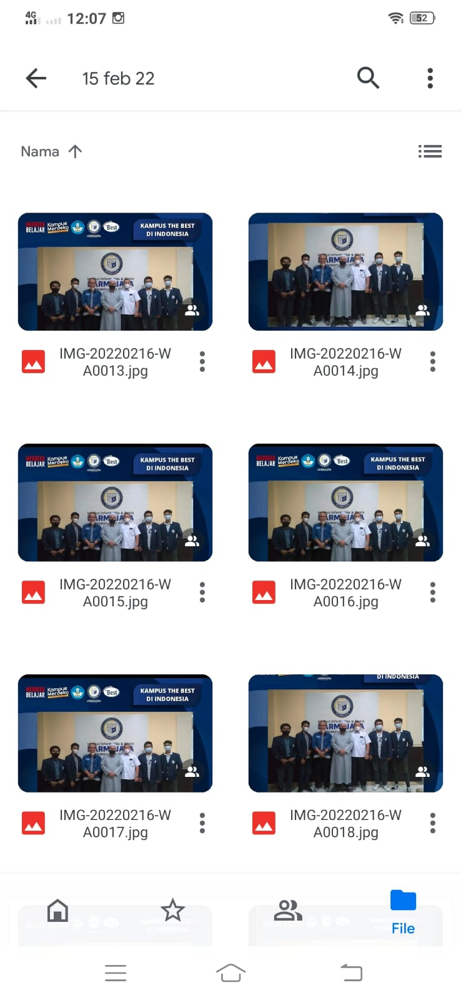 4G 12:07 52
15 feb 22
Nama
MERDEKA BELAJAR Kampus Merdeka Best KAMPUS THE BEST
DI INDONESIA
IMG-20220216-W
A0013.jpg
IMG-20220216-W
A0014.jpg
MERDEKA BELAJAR Kampus Merdeka Best KAMPUS THE BEST
DI INDONESIA
MERDEKA BELAJAR Kampus Merdeka Best KAMPUS THE BEST
DI INDONESIA
IMG-20220216-W
A0015.jpg
IMG-20220216-W
A0016.jpg
MERDEKA BELAJAR Kampus Merdeka Best KAMPUS THE BEST
DI INDONESIA
DI INDONESIA
IMG-20220216-W
A0017.jpg
IMG-20220216-W
A0018.jpg
File